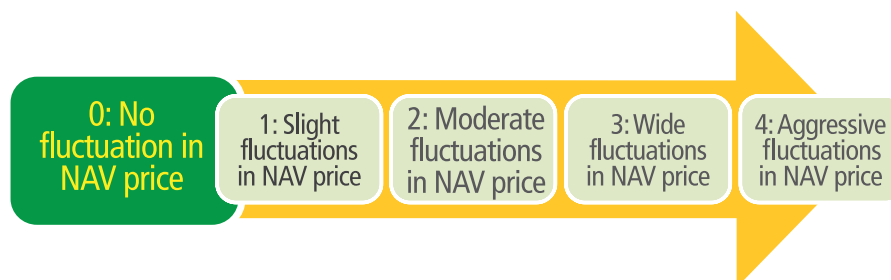 0: No
fluctuation in
NAV price
1: Slight
fluctuations
in NAV price
2: Moderate
fluctuations
in NAV price
3: Wide
fluctuations
in NAV price
4: Aggressive
fluctuations
in NAV price